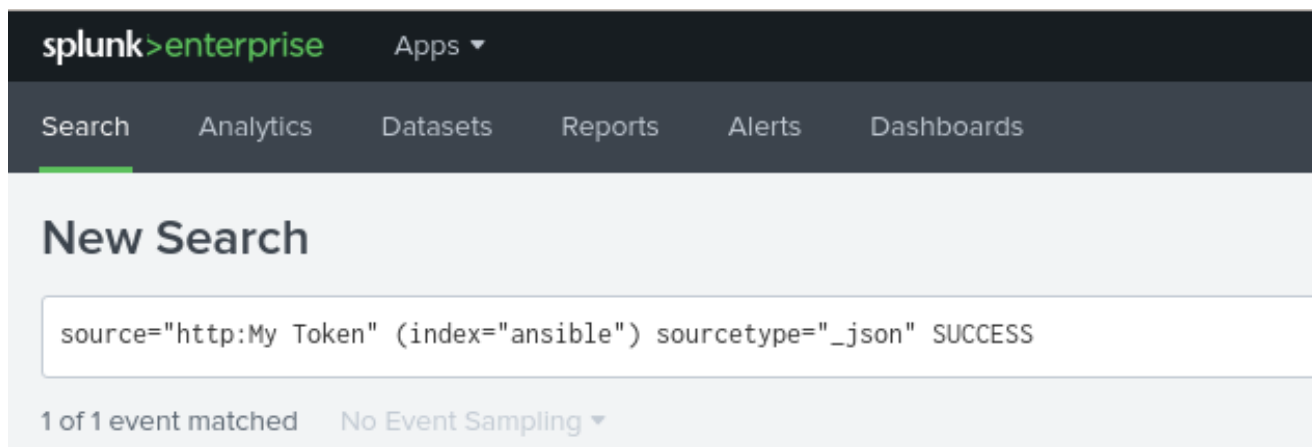 splunk>enterprise Apps
Search Analytics Datasets Reports Alerts Dashboards
New Search
source="http:My Token" (index="ansible") sourcetype="_json" SUCCESS
1 of 1 event matched No Event Sampling